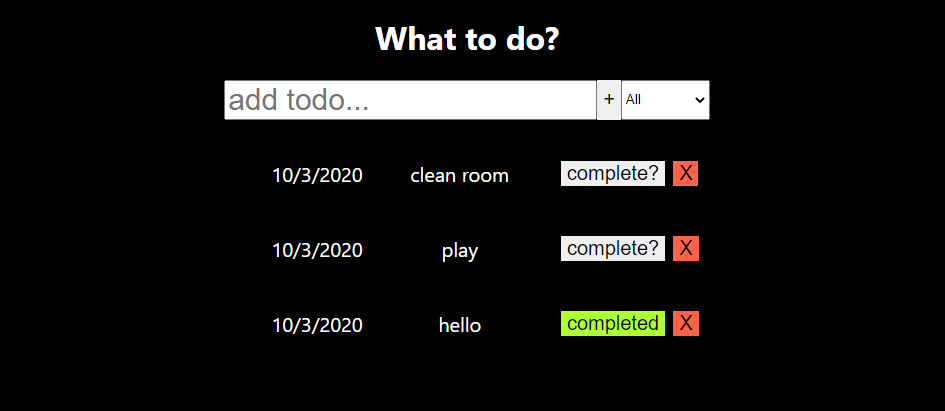 What to do?
add todo... + All
10/3/2020 clean room complete? X
10/3/2020 play complete? X
10/3/2020 hello completed X